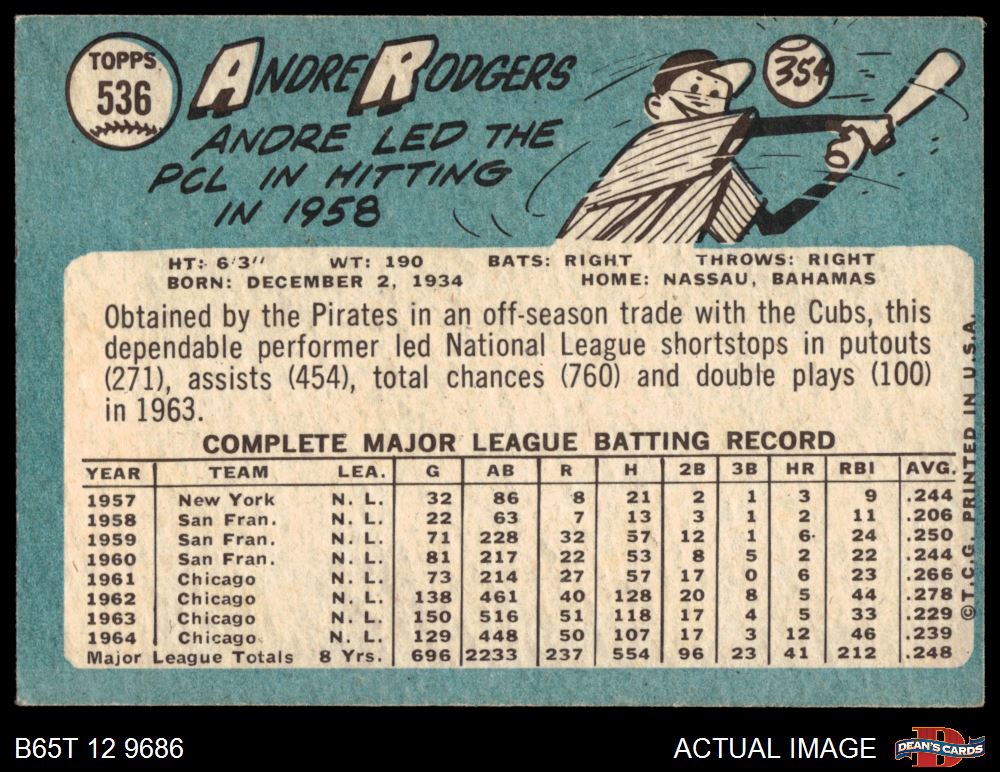 TOPPS
536
ANDRE RODGERS
354
ANDRE LED THE
PCL IN HITTING
IN 1958
HT: 6'3" WT: 190 BATS: RIGHT THROWS: RIGHT
BORN: DECEMBER 2, 1934 HOME: NASSAU, BAHAMAS
Obtained by the Pirates in an off-season trade with the Cubs, this
dependable performer led National League shortstops in putouts
(271), assists (454), total chances (760) and double plays (100)
in 1963.
COMPLETE MAJOR LEAGUE BATTING RECORD
YEAR TEAM LEA. G AB R H 2B 3B HR RBI AVG.
1957 New York N. L. 32 86 8 21 2 1 3 9 .244
1958 San Fran. N. L. 22 63 7 13 3 1 2 11 .206
1959 San Fran. N. L. 71 228 32 57 12 1 6 24 .250
1960 San Fran. N. L. 81 217 22 53 8 5 2 22 .244
1961 Chicago N. L. 73 214 27 57 17 0 6 23 .266
1962 Chicago N. L. 138 461 40 128 20 8 5 44 .278
1963 Chicago N. L. 150 516 51 118 17 4 5 33 .229
1964 Chicago N. L. 129 448 50 107 17 3 12 46 .239
Major League Totals 8 Yrs. 696 2233 237 554 96 23 41 212 .248
©T.C.G. PRINTED IN U.S.A.
B65T 12 9686
ACTUAL IMAGE
D
DEAN'S CARDS